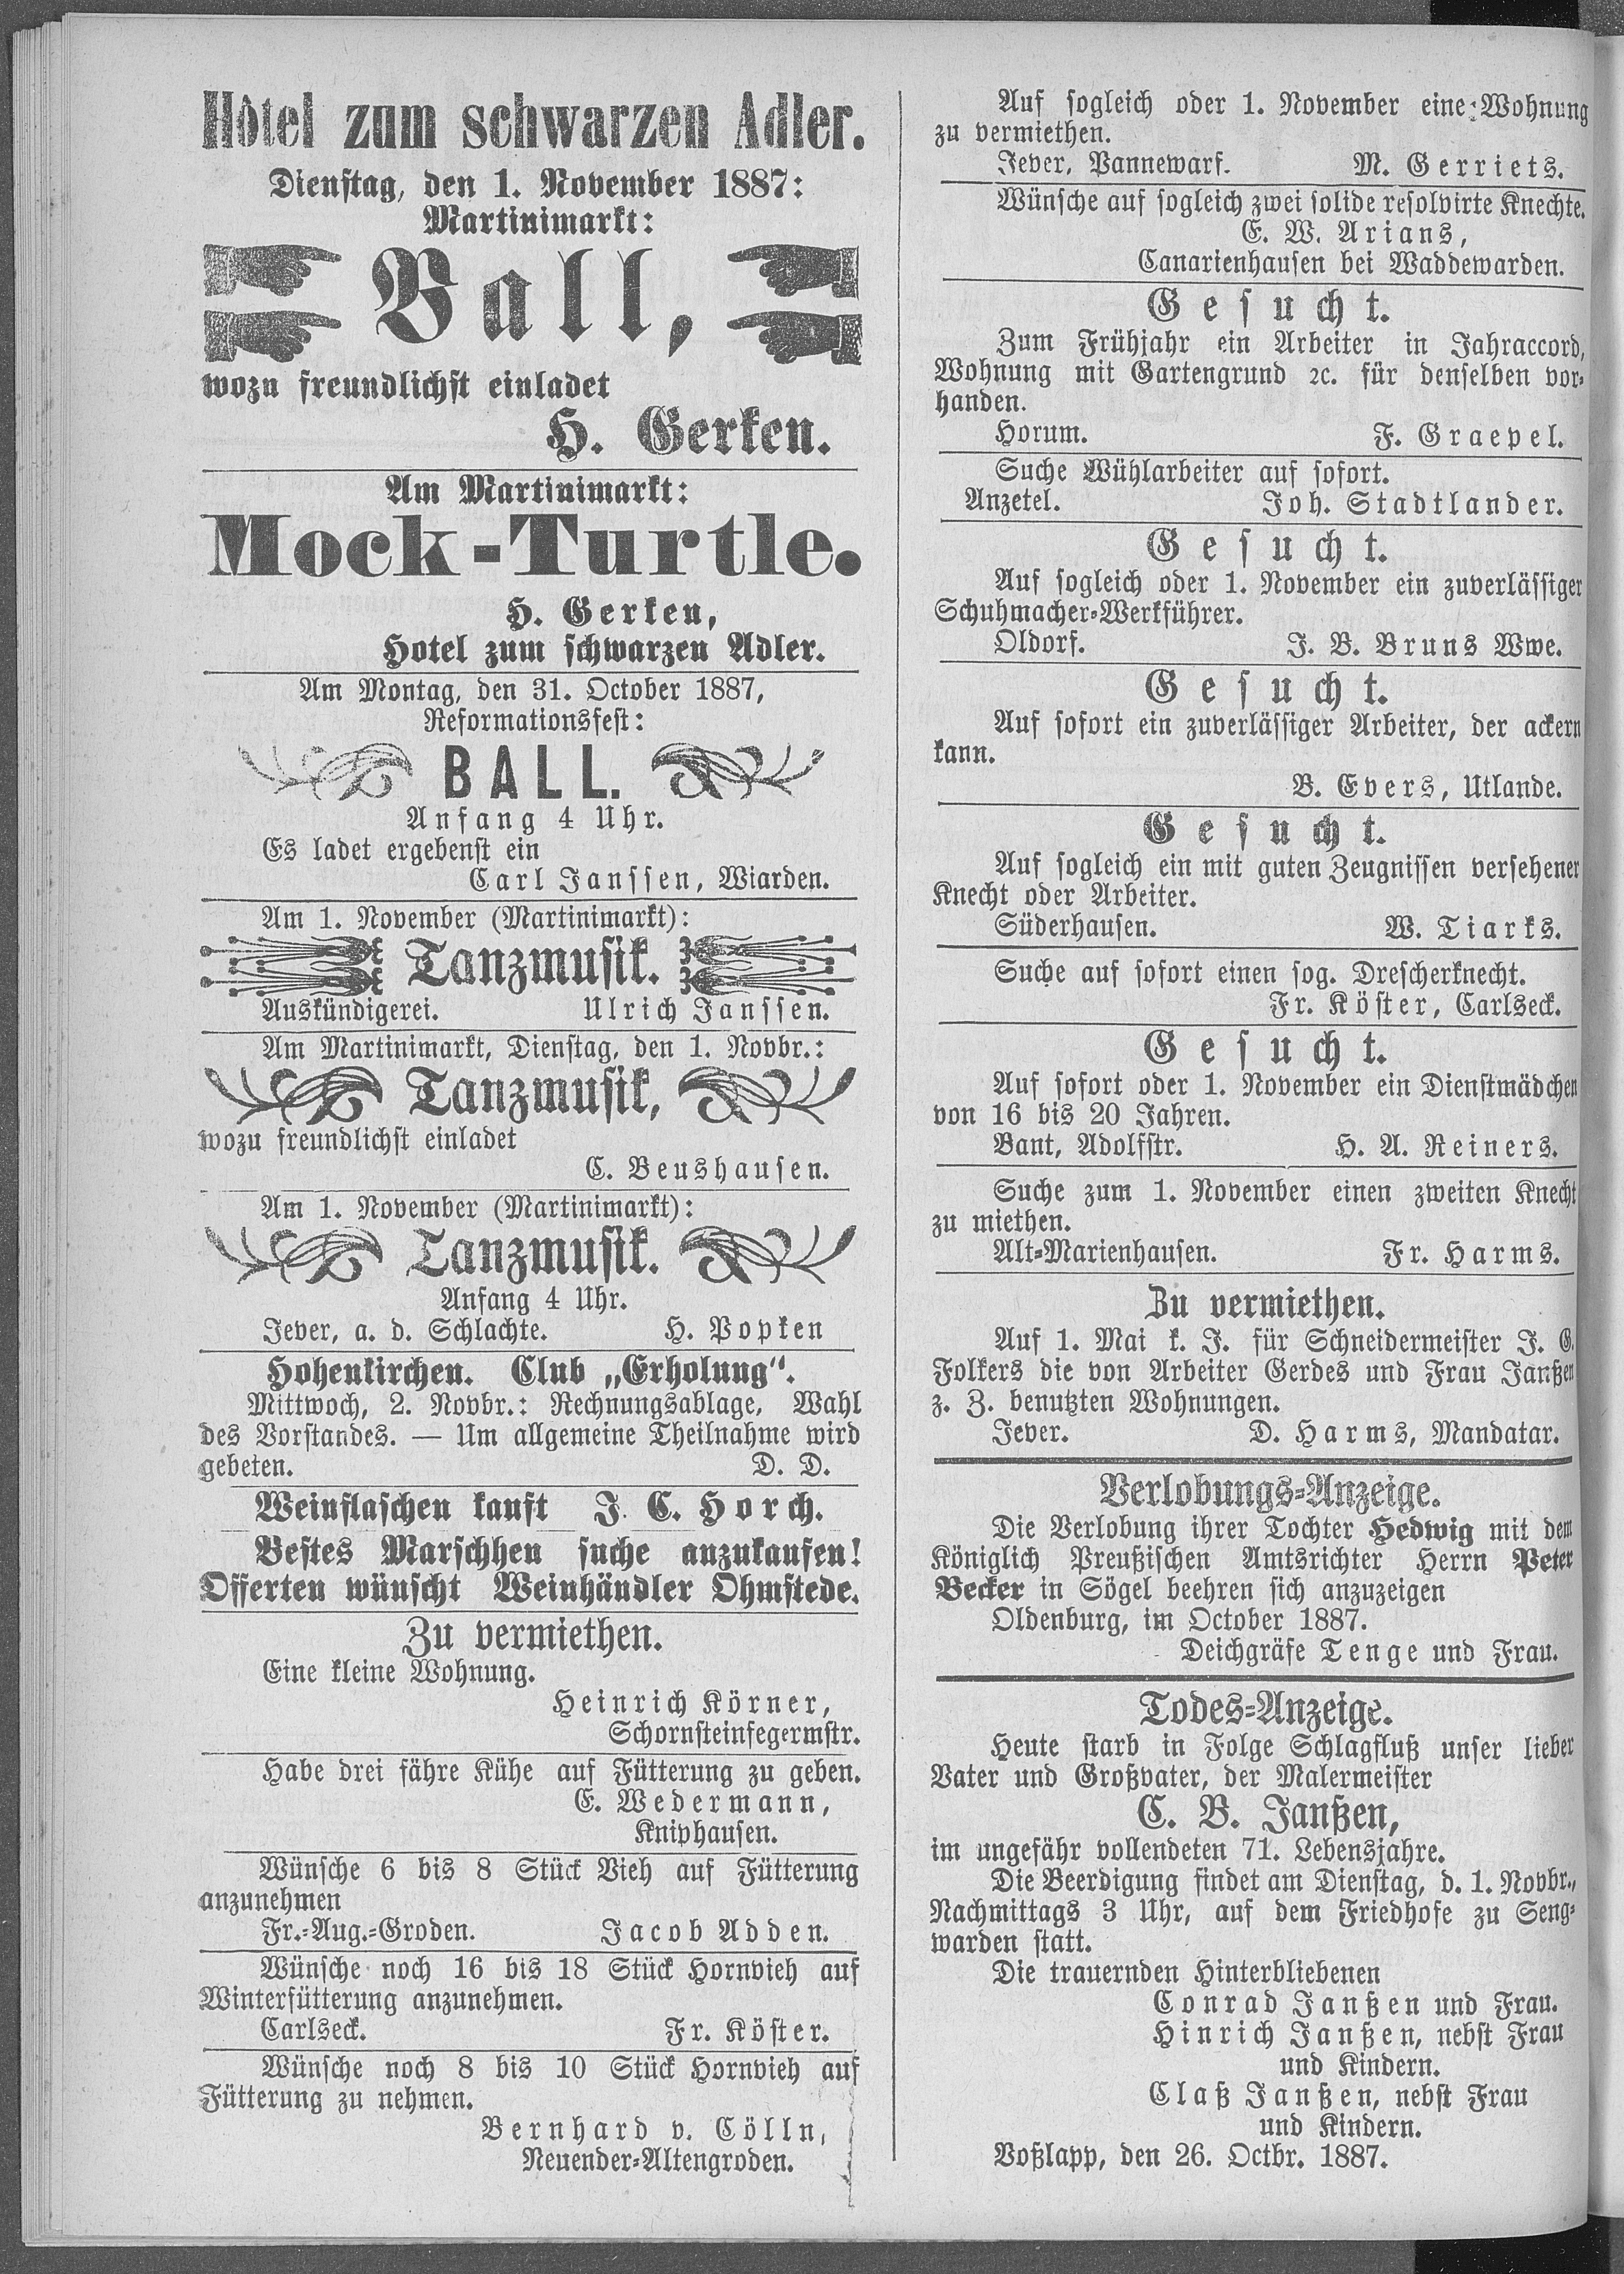 Hôtel zum schwarzen Adler.
Dienstag, den 1. November 1887:
Martinimarkt:
Ball,
wozu freundlichst einladet
H. Gerken.
Am Martinimarkt:
Mock-Turtle.
H. Gerken,
Hotel zum schwarzen Adler.
Am Montag, den 31. October 1887,
Reformationsfest:
BALL.
Anfang 4 Uhr.
Es ladet ergebenst ein
Carl Janssen, Wiarden.
Am 1. November (Martinimarkt):
Tanzmusik.
Auskündigerei. Ulrich Janssen.
Am Martinimarkt, Dienstag, den 1. Novbr.:
Tanzmusik,
wozu freundlichst einladet
C. Beushausen.
Am 1. November (Martinimarkt):
Tanzmusik.
Anfang 4 Uhr.
Jever, a. d. Schlachte. H. Popken
Hohenkirchen. Club „Erholung“.
Mittwoch, 2. Novbr.: Rechnungsablage, Wahl
des Vorstandes. — Um allgemeine Theilnahme wird
gebeten. D. D.
Weinflaschen kauft J. C. Horch.
Bestes Marschheu suche anzukaufen!
Offerten wünscht Weinhändler Ohmstede.
Zu vermiethen.
Eine kleine Wohnung.
Heinrich Körner,
Schornsteinfegermstr.
Habe drei fähre Kühe auf Fütterung zu geben.
E. Wedermann,
Kniphausen.
Wünsche 6 bis 8 Stück Vieh auf Fütterung
anzunehmen
Fr.-Aug.-Groden. Jacob Adden.
Wünsche noch 16 bis 18 Stück Hornvieh auf
Winterfütterung anzunehmen.
Carlseck. Fr. Köster.
Wünsche noch 8 bis 10 Stück Hornvieh auf
Fütterung zu nehmen.
Bernhard v. Cölln,
Neuender-Altengroden.
Auf sogleich oder 1. November eine Wohnung
zu vermiethen.
Jever, Pannewarf. M. Gerriets.
Wünsche auf sogleich zwei solide resolvirte Knechte.
E. W. Arians,
Canarienhausen bei Waddewarden.
Gesucht.
Zum Frühjahr ein Arbeiter in Jahraccord,
Wohnung mit Gartengrund ꝛc. für denselben vor-
handen.
Horum. F. Graepel.
Suche Wühlarbeiter auf sofort.
Anzetel. Joh. Stadtlander.
Gesucht.
Auf sogleich oder 1. November ein zuverlässiger
Schuhmacher-Werkführer.
Oldorf. J. B. Bruns Wwe.
Gesucht.
Auf sofort ein zuverlässiger Arbeiter, der ackern
kann.
B. Evers, Utlande.
Gesucht.
Auf sogleich ein mit guten Zeugnissen versehener
Knecht oder Arbeiter.
Süderhausen. W. Tiarks.
Suche auf sofort einen sog. Drescherknecht.
Fr. Köster, Carlseck.
Gesucht.
Auf sofort oder 1. November ein Dienstmädchen
von 16 bis 20 Jahren.
Bant, Adolfstr. H. A. Reiners.
Suche zum 1. November einen zweiten Knecht
zu miethen.
Alt-Marienhausen. Fr. Harms.
Zu vermiethen.
Auf 1. Mai k. J. für Schneidermeister J. G.
Folkers die von Arbeiter Gerdes und Frau Janßen
z. Z. benutzten Wohnungen.
Jever. D. Harms, Mandatar.
Verlobungs-Anzeige.
Die Verlobung ihrer Tochter Hedwig mit dem
Königlich Preußischen Amtsrichter Herrn Peter
Becker in Sögel beehren sich anzuzeigen
Oldenburg, im October 1887.
Deichgräfe Tenge und Frau.
Todes-Anzeige.
Heute starb in Folge Schlagfluß unser lieber
Vater und Großvater, der Malermeister
C. B. Janßen,
im ungefähr vollendeten 71. Lebensjahre.
Die Beerdigung findet am Dienstag, d. 1. Novbr.,
Nachmittags 3 Uhr, auf dem Friedhofe zu Seng-
warden statt.
Die trauernden Hinterbliebenen
Conrad Janßen und Frau.
Hinrich Janßen, nebst Frau
und Kindern.
Claß Janßen, nebst Frau
und Kindern.
Voßlapp, den 26. Octbr. 1887.